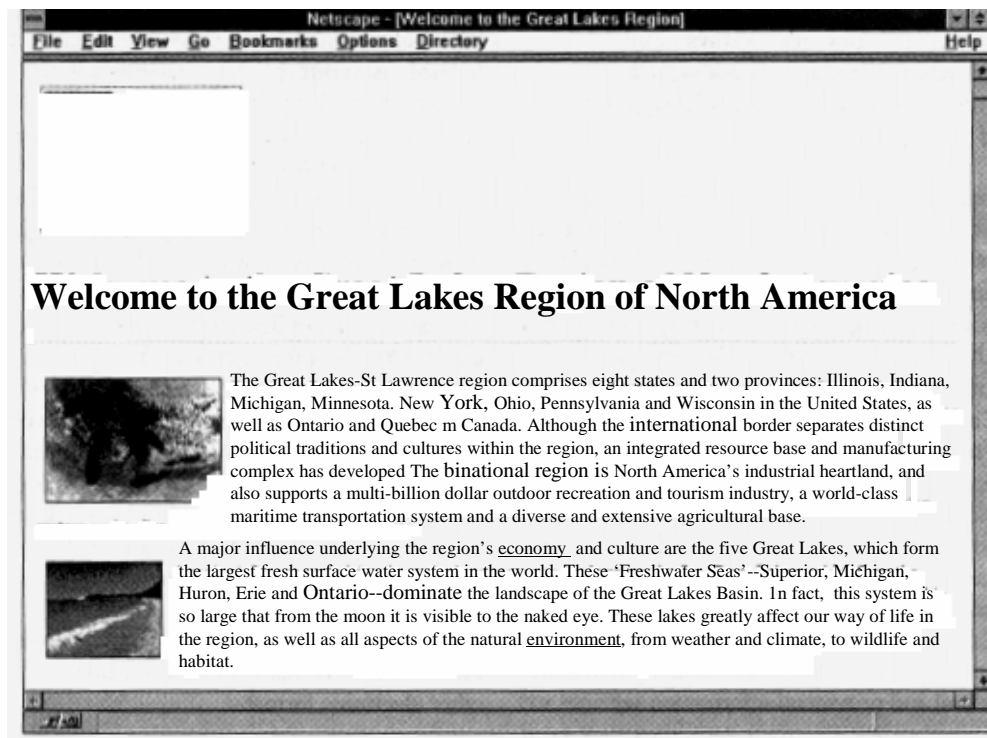 Netscape - [Welcome to the Great Lakes Region]
File Edit View Go Bookmarks Options Directory Help
Welcome to the Great Lakes Region of North America
The Great Lakes-St Lawrence region comprises eight states and two provinces: Illinois, Indiana,
Michigan, Minnesota. New York, Ohio, Pennsylvania and Wisconsin in the United States, as
well as Ontario and Quebec m Canada. Although the international border separates distinct
political traditions and cultures within the region, an integrated resource base and manufacturing
complex has developed The binational region is North America's industrial heartland, and
also supports a multi-billion dollar outdoor recreation and tourism industry, a world-class
maritime transportation system and a diverse and extensive agricultural base.
A major influence underlying the region's economy and culture are the five Great Lakes, which form
the largest fresh surface water system in the world. These 'Freshwafer Seas'--Superior, Michigan,
Huron, Erie and Ontario--dominate the landscape of the Great Lakes Basin. 1n fact, this system is
so large that from the moon it is visible to the naked eye. These lakes greatly affect our way of life in
the region, as well as all aspects of the natural environment, from weather and climate, to wildlife and
habitat.